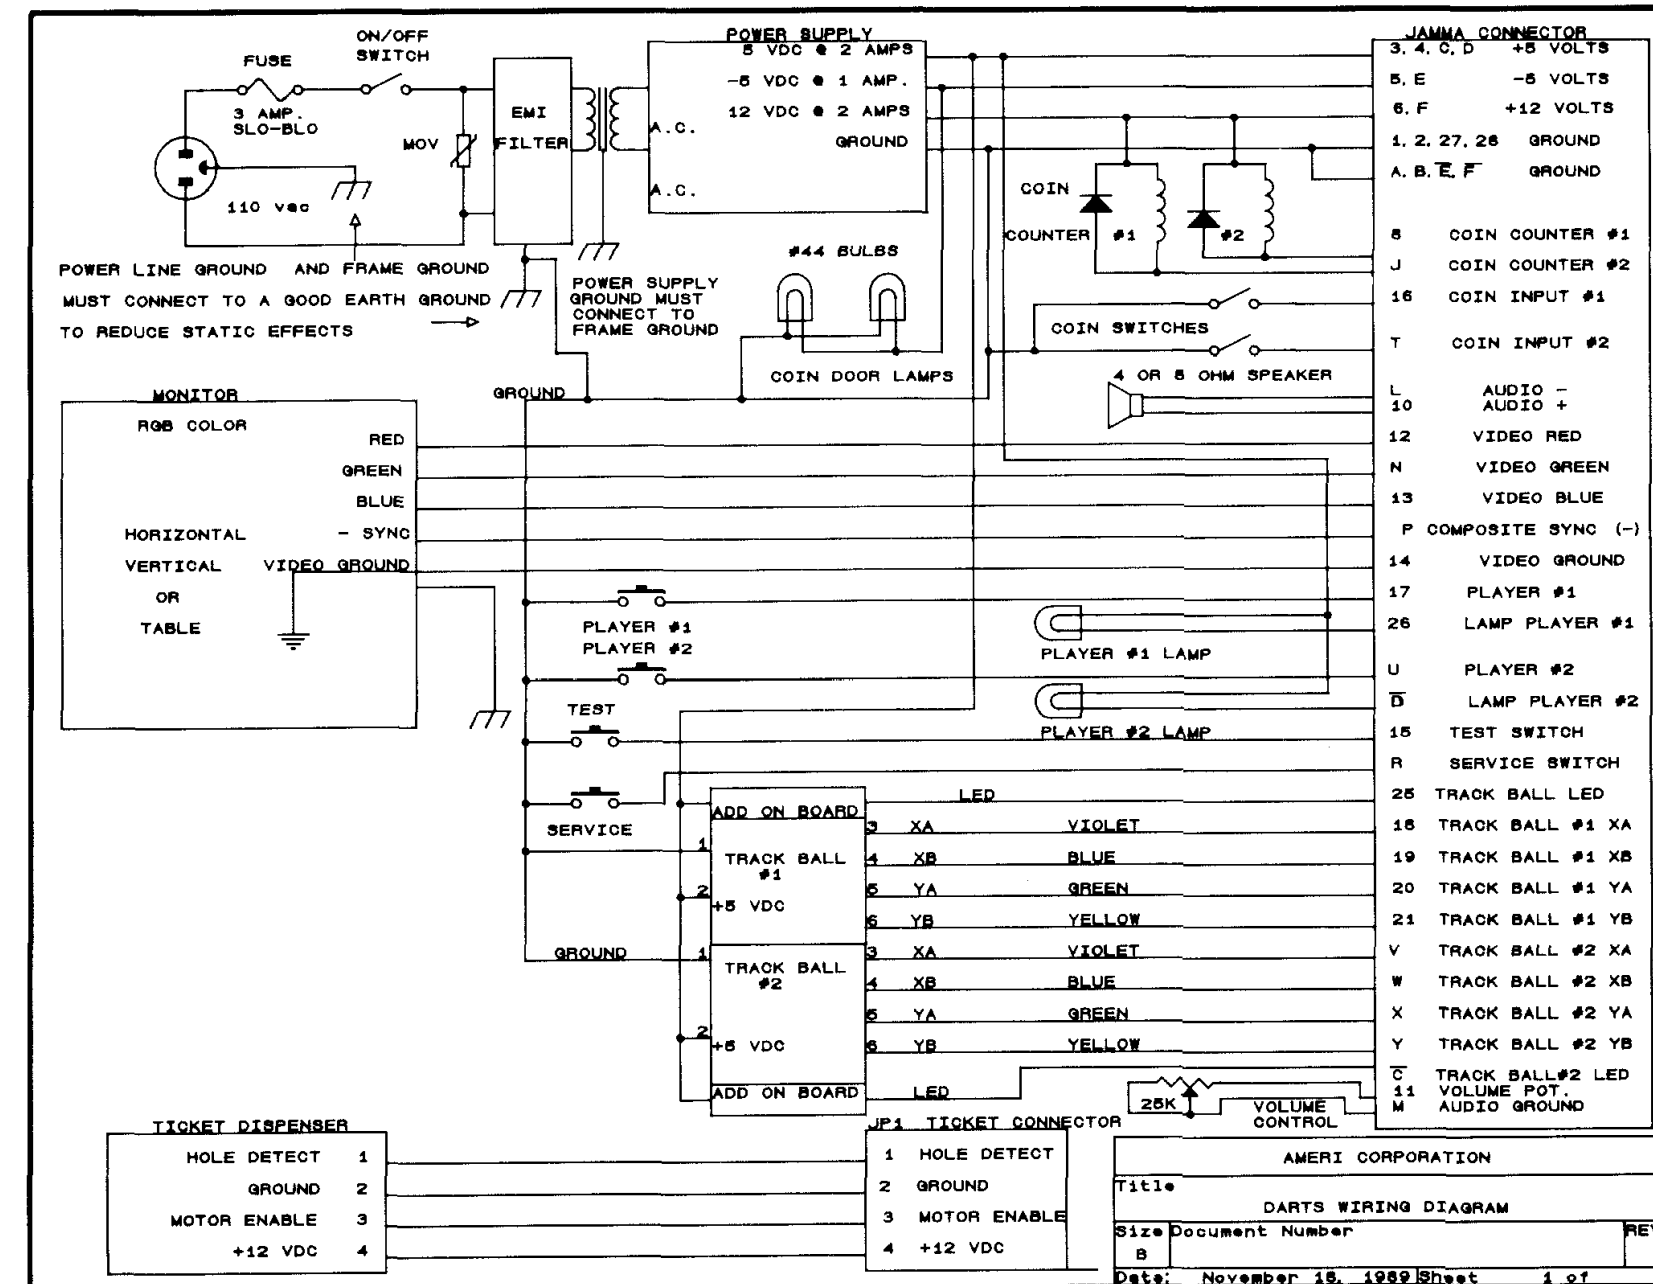 FUSE
3 AMP.
SLO-BLO
ON/OFF
SWITCH
MOV
110 vac
EMI
FILTER
POWER SUPPLY
5 VDC @ 2 AMPS
-5 VDC @ 1 AMP.
12 VDC @ 2 AMPS
GROUND
A.C.
A.C.
POWER LINE GROUND AND FRAME GROUND
MUST CONNECT TO A GOOD EARTH GROUND
TO REDUCE STATIC EFFECTS
POWER SUPPLY
GROUND MUST
CONNECT TO
FRAME GROUND
#44 BULBS
COIN DOOR LAMPS
COIN
COUNTER #1
#2
COIN SWITCHES
4 OR 8 OHM SPEAKER
GROUND
MONITOR
RGB COLOR
RED
GREEN
BLUE
HORIZONTAL - SYNC
VERTICAL VIDEO GROUND
OR
TABLE
PLAYER #1
PLAYER #2
TEST
SERVICE
PLAYER #1 LAMP
PLAYER #2 LAMP
GROUND
ADD ON BOARD
LED
1 TRACK BALL
#1
2 +5 VDC
3 XA VIOLET
4 XB BLUE
5 YA GREEN
6 YB YELLOW
1 TRACK BALL
#2
2 +5 VDC
3 XA VIOLET
4 XB BLUE
5 YA GREEN
6 YB YELLOW
ADD ON BOARD
LED
25K
VOLUME
CONTROL
JAMMA CONNECTOR
3, 4, C, D +5 VOLTS
5, E -5 VOLTS
6, F +12 VOLTS
1, 2, 27, 28 GROUND
A, B, E̅, F̅ GROUND
8 COIN COUNTER #1
J COIN COUNTER #2
16 COIN INPUT #1
T COIN INPUT #2
L AUDIO -
10 AUDIO +
12 VIDEO RED
N VIDEO GREEN
13 VIDEO BLUE
P COMPOSITE SYNC (-)
14 VIDEO GROUND
17 PLAYER #1
26 LAMP PLAYER #1
U PLAYER #2
D̅ LAMP PLAYER #2
15 TEST SWITCH
R SERVICE SWITCH
25 TRACK BALL LED
18 TRACK BALL #1 XA
19 TRACK BALL #1 XB
20 TRACK BALL #1 YA
21 TRACK BALL #1 YB
V TRACK BALL #2 XA
W TRACK BALL #2 XB
X TRACK BALL #2 YA
Y TRACK BALL #2 YB
C̅ TRACK BALL#2 LED
11 VOLUME POT.
M AUDIO GROUND
TICKET DISPENSER
HOLE DETECT 1
GROUND 2
MOTOR ENABLE 3
+12 VDC 4
JP1 TICKET CONNECTOR
1 HOLE DETECT
2 GROUND
3 MOTOR ENABLE
4 +12 VDC
AMERI CORPORATION
Title
DARTS WIRING DIAGRAM
Size Document Number
B
Date: November 1989 Sheet 1 of